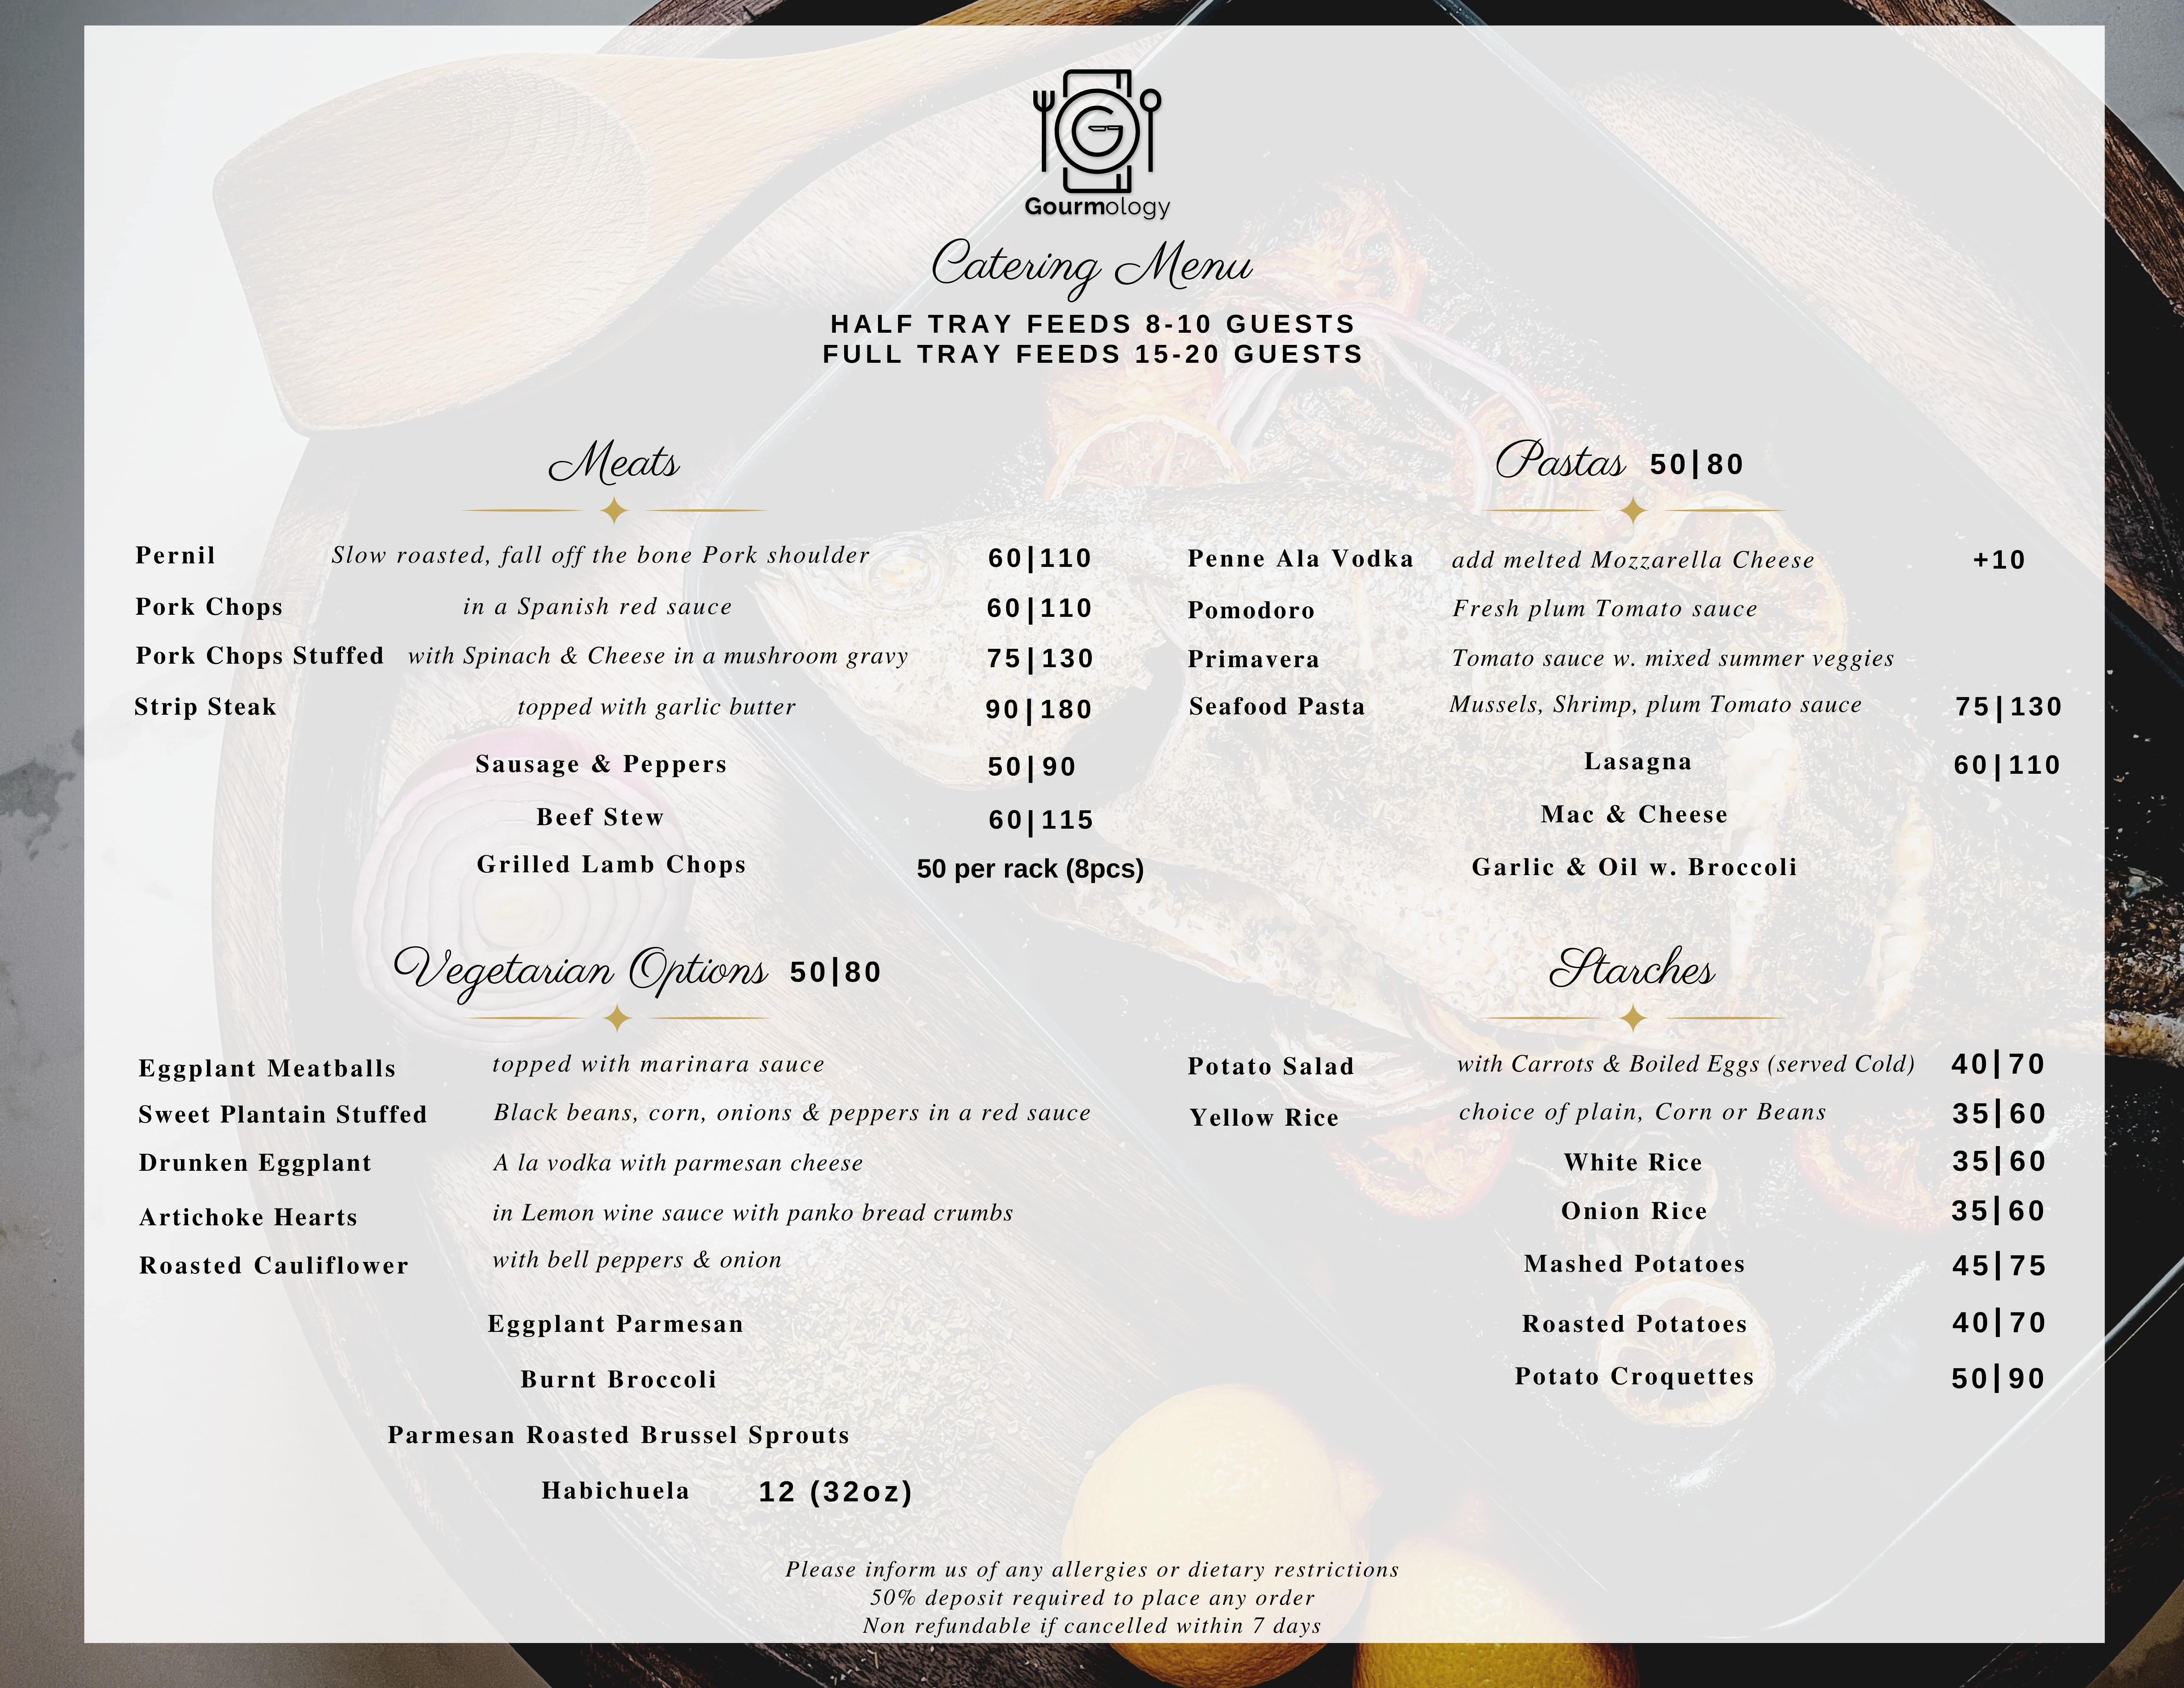 G
Gourmology
Catering Menu
HALF TRAY FEEDS 8-10 GUESTS
FULL TRAY FEEDS 15-20 GUESTS
Meats
Pernil Slow roasted, fall off the bone Pork shoulder 60|110
Pork Chops in a Spanish red sauce 60|110
Pork Chops Stuffed with Spinach & Cheese in a mushroom gravy 75|130
Strip Steak topped with garlic butter 90|180
Sausage & Peppers 50|90
Beef Stew 60|115
Grilled Lamb Chops 50 per rack (8pcs)
Pastas 50|80
Penne Ala Vodka add melted Mozzarella Cheese +10
Pomodoro Fresh plum Tomato sauce
Primavera Tomato sauce w. mixed summer veggies
Seafood Pasta Mussels, Shrimp, plum Tomato sauce 75|130
Lasagna 60|110
Mac & Cheese
Garlic & Oil w. Broccoli
Vegetarian Options 50|80
Eggplant Meatballs topped with marinara sauce
Sweet Plantain Stuffed Black beans, corn, onions & peppers in a red sauce
Drunken Eggplant A la vodka with parmesan cheese
Artichoke Hearts in Lemon wine sauce with panko bread crumbs
Roasted Cauliflower with bell peppers & onion
Eggplant Parmesan
Burnt Broccoli
Parmesan Roasted Brussel Sprouts
Habichuela 12 (32oz)
Starches
Potato Salad with Carrots & Boiled Eggs (served Cold) 40|70
Yellow Rice choice of plain, Corn or Beans 35|60
White Rice 35|60
Onion Rice 35|60
Mashed Potatoes 45|75
Roasted Potatoes 40|70
Potato Croquettes 50|90
Please inform us of any allergies or dietary restrictions
50% deposit required to place any order
Non refundable if cancelled within 7 days